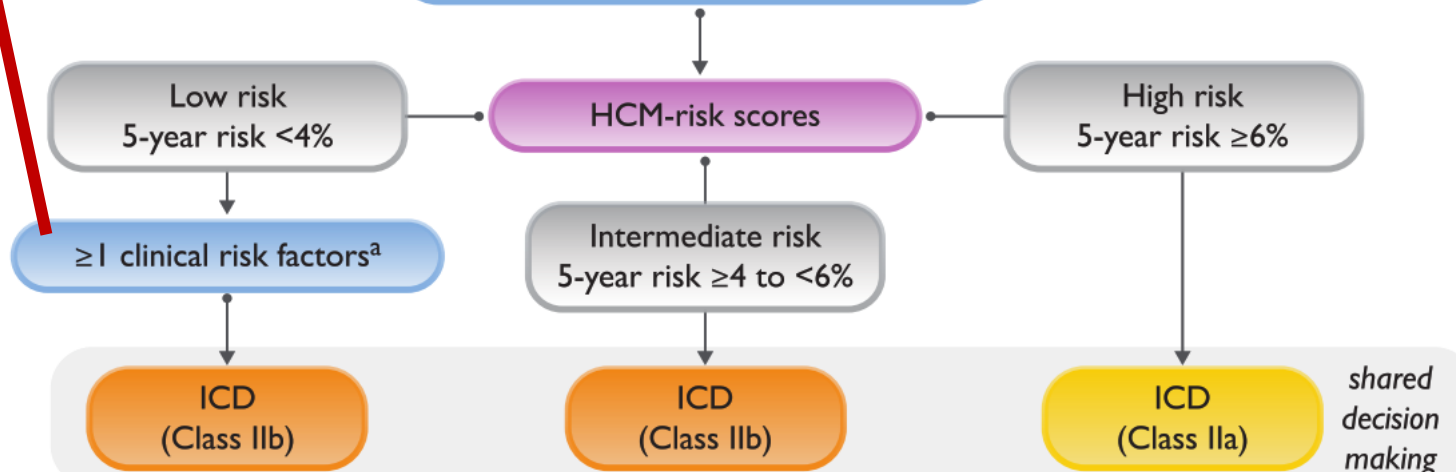 Low risk
5-year risk <4%
HCM-risk scores
High risk
5-year risk ≥6%
≥1 clinical risk factorsᵃ
Intermediate risk
5-year risk ≥4 to <6%
ICD
(Class IIb)
ICD
(Class IIb)
ICD
(Class IIa)
shared
decision
making